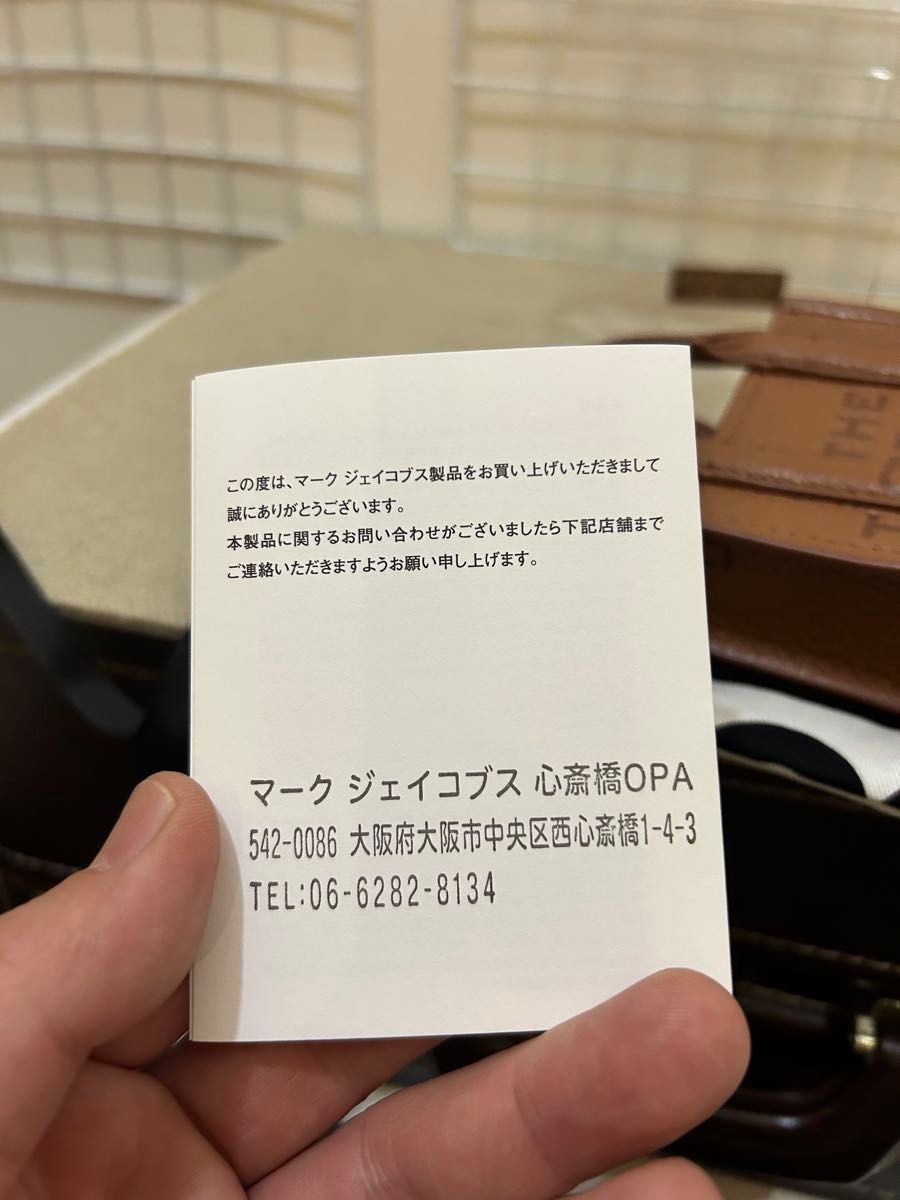 この度は、マーク ジェイコブス製品をお買い上げいただきまして
誠にありがとうございます。
本製品に関するお問い合わせがございましたら下記店舗まで
ご連絡いただきますようお願い申し上げます。
マーク ジェイコブス 心斎橋OPA
542-0086 大阪府大阪市中央区西心斎橋1-4-3
TEL:06-6282-8134
THE